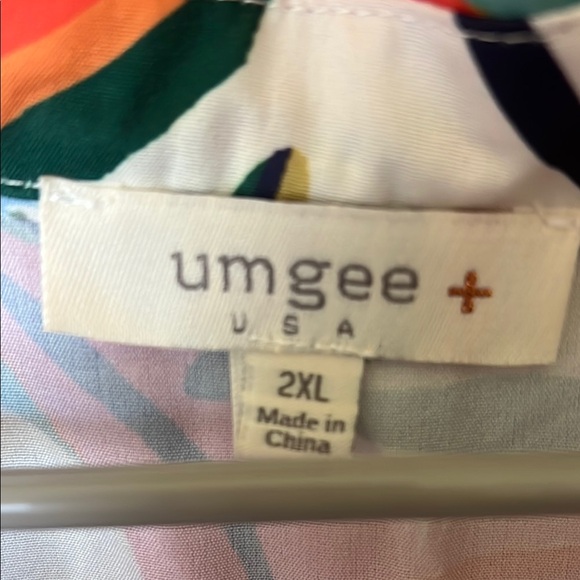 umgee +
USA
2XL
Made in
China